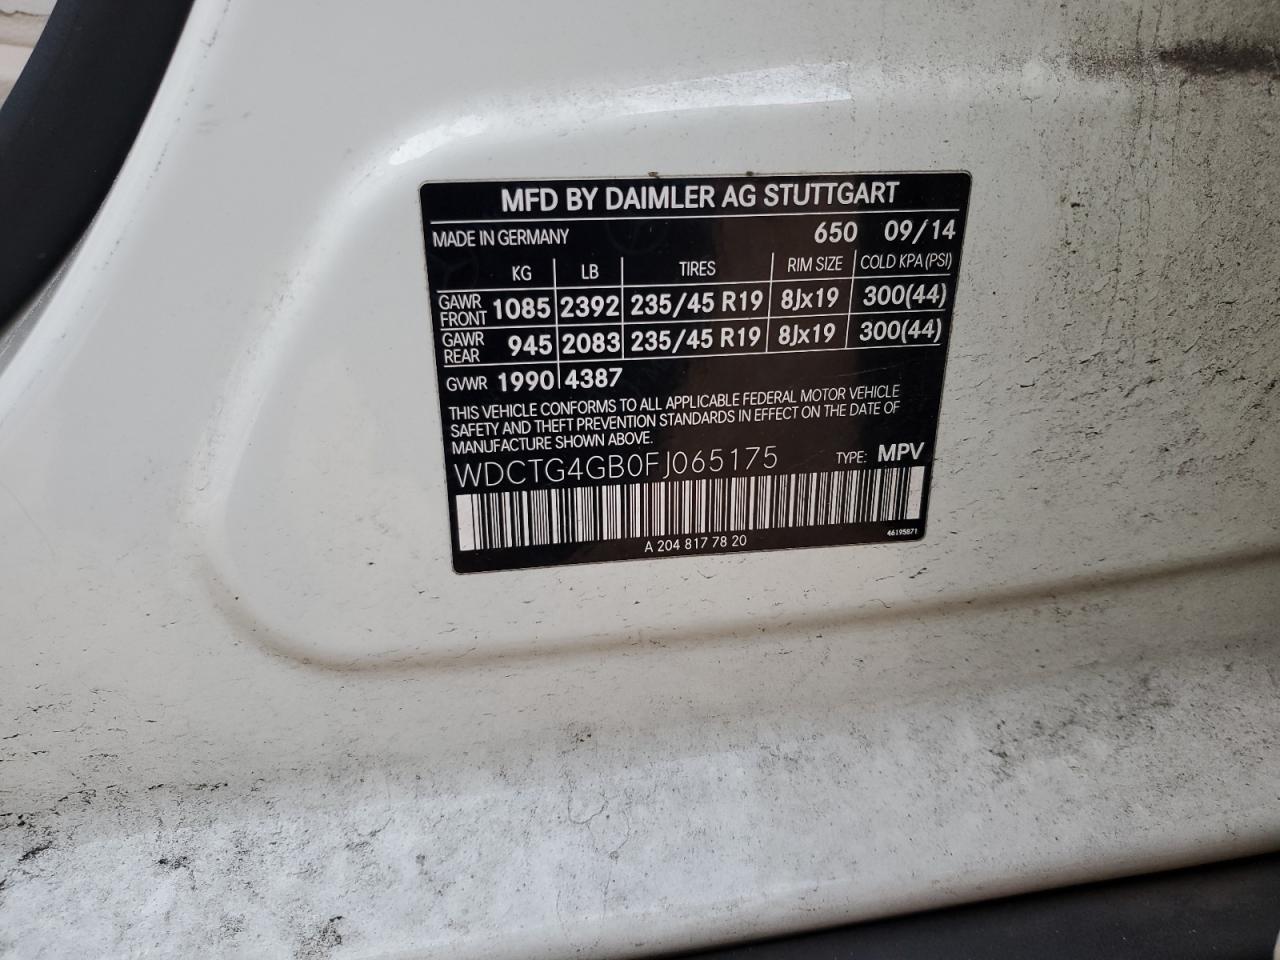 MFD BY DAIMLER AG STUTTGART
MADE IN GERMANY 650 09/14
KG LB TIRES RIM SIZE COLD KPA (PSI)
GAWR FRONT 1085 2392 235/45 R19 8Jx19 300(44)
GAWR REAR 945 2083 235/45 R19 8Jx19 300(44)
GVWR 1990 4387
THIS VEHICLE CONFORMS TO ALL APPLICABLE FEDERAL MOTOR VEHICLE
SAFETY AND THEFT PREVENTION STANDARDS IN EFFECT ON THE DATE OF
MANUFACTURE SHOWN ABOVE.
WDCTG4GB0FJ065175 TYPE: MPV
A 204 817 78 20 46195871